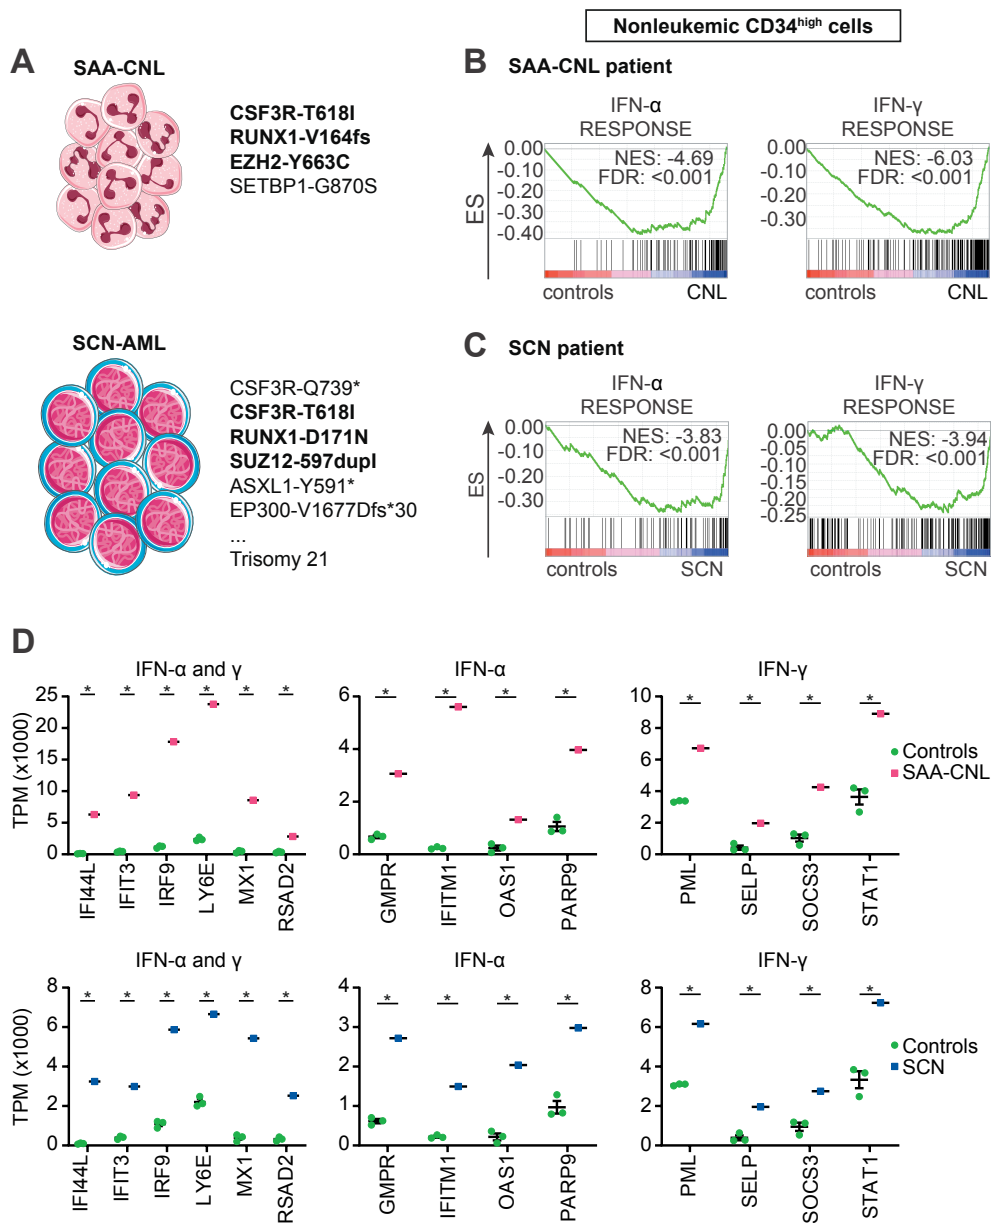 Nonleukemic CD34high cells
A
SAA-CNL
CSF3R-T618I
RUNX1-V164fs
EZH2-Y663C
SETBP1-G870S
SCN-AML
CSF3R-Q739*
CSF3R-T618I
RUNX1-D171N
SUZ12-597dupI
ASXL1-Y591*
EP300-V1677Dfs*30
...
Trisomy 21
B SAA-CNL patient
IFN-α
RESPONSE
NES: -4.69
FDR: <0.001
ES
0.00
-0.10
-0.20
-0.30
-0.40
controls CNL
IFN-γ
RESPONSE
NES: -6.03
FDR: <0.001
0.00
-0.10
-0.20
-0.30
controls CNL
C SCN patient
IFN-α
RESPONSE
NES: -3.83
FDR: <0.001
ES
0.00
-0.10
-0.20
-0.30
controls SCN
IFN-γ
RESPONSE
NES: -3.94
FDR: <0.001
0.00
-0.05
-0.10
-0.15
-0.20
-0.25
controls SCN
D
IFN-α and γ
TPM (x1000)
25
20
15
10
5
0
* * * * * *
IFI44L IFIT3 IRF9 LY6E MX1 RSAD2
IFN-α
6
4
2
0
* * * *
GMPR IFITM1 OAS1 PARP9
IFN-γ
10
8
6
4
2
0
* * * *
PML SELP SOCS3 STAT1
Controls
SAA-CNL
IFN-α and γ
TPM (x1000)
8
6
4
2
0
* * * * * *
IFI44L IFIT3 IRF9 LY6E MX1 RSAD2
IFN-α
4
3
2
1
0
* * * *
GMPR IFITM1 OAS1 PARP9
IFN-γ
8
6
4
2
0
* * * *
PML SELP SOCS3 STAT1
Controls
SCN